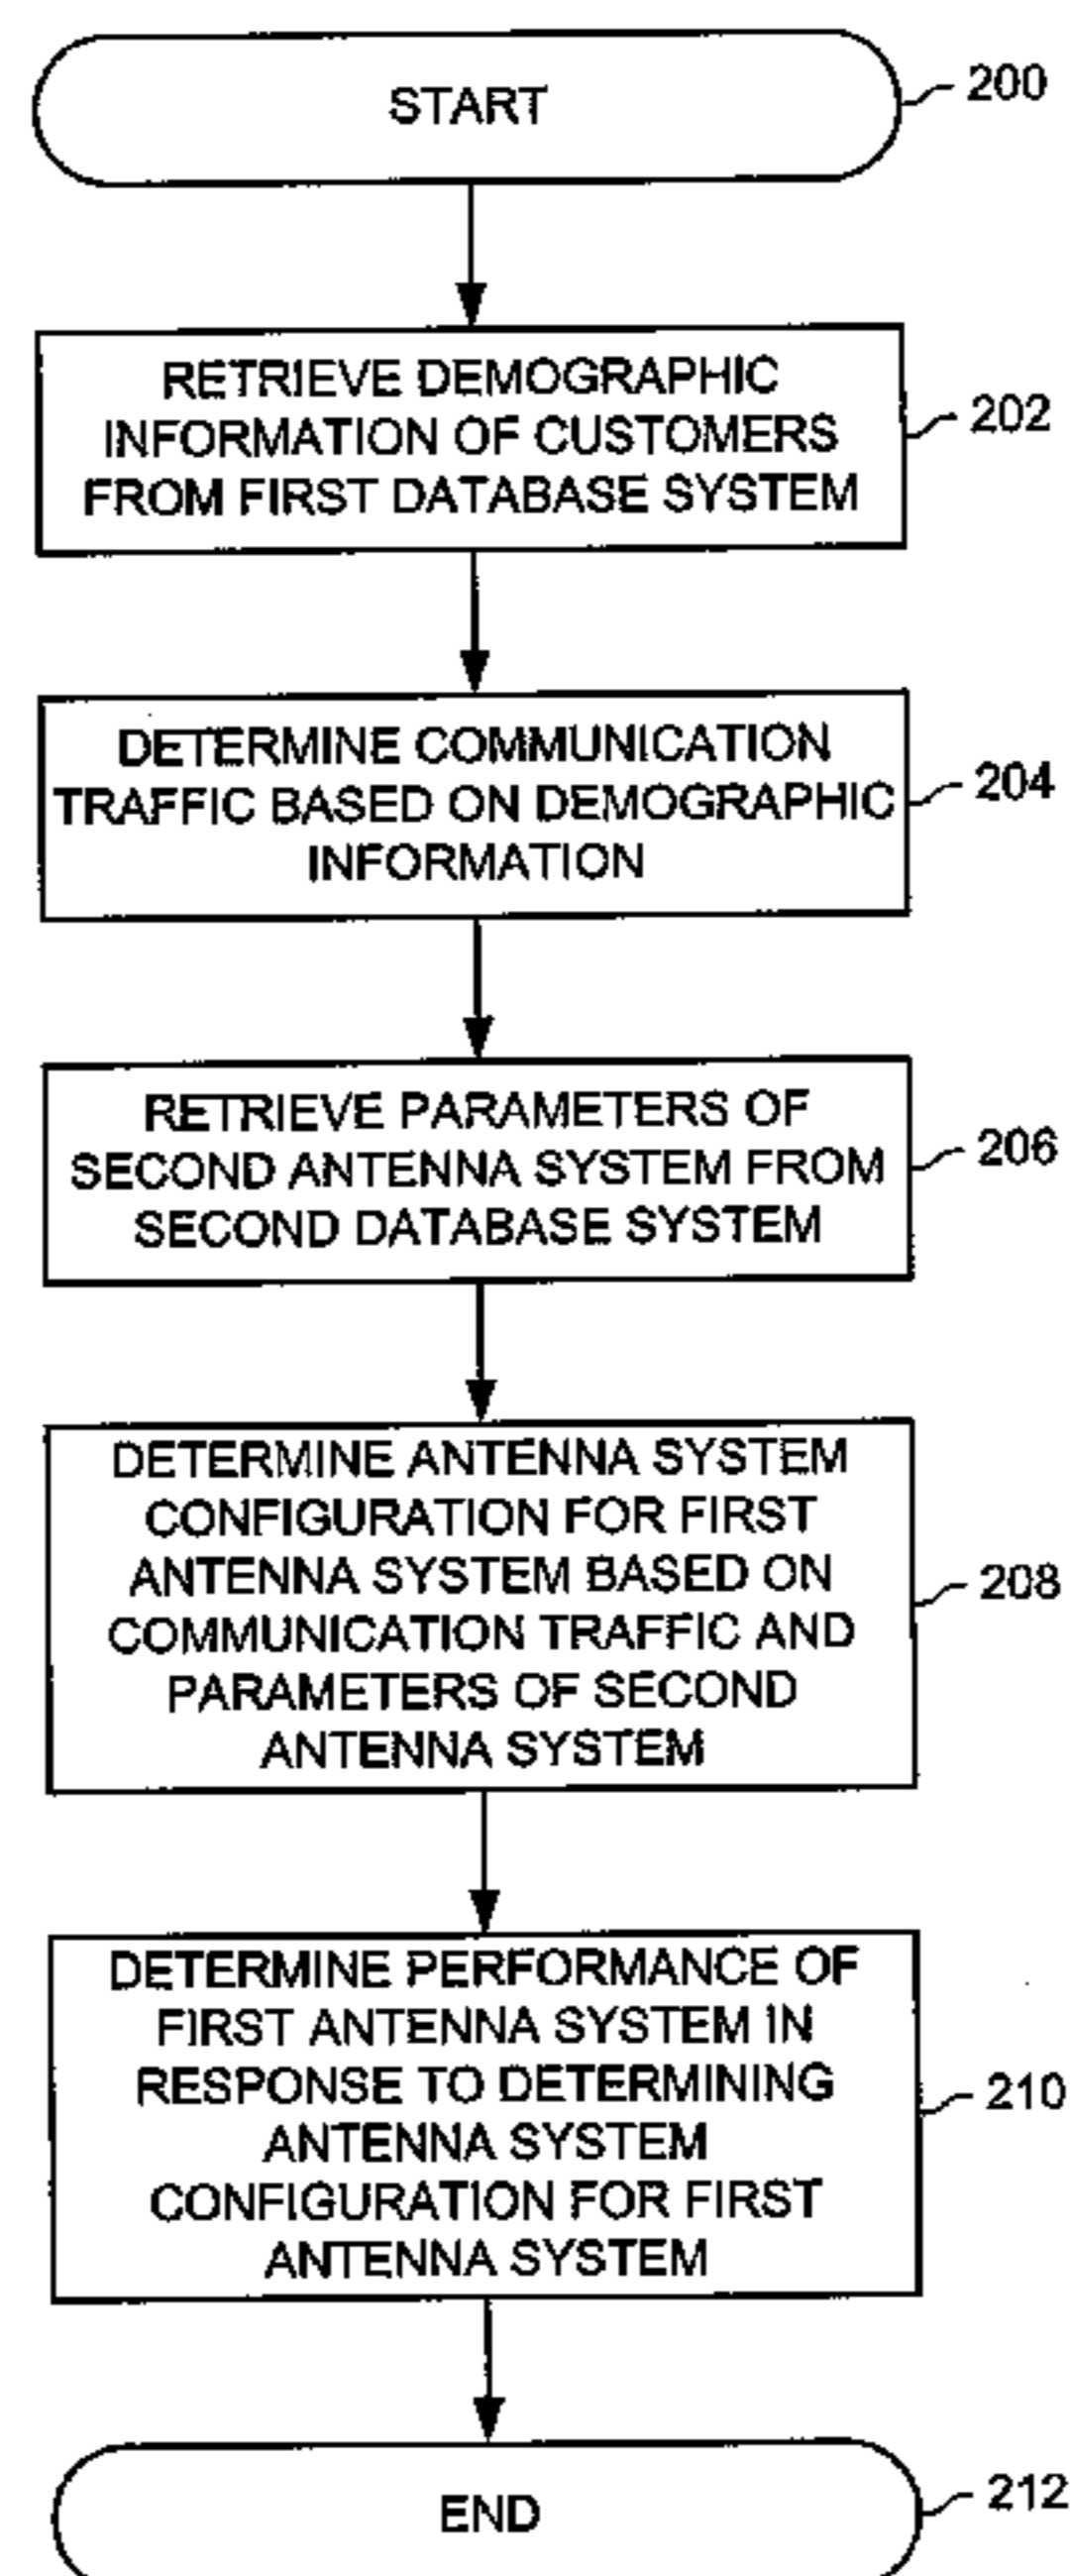 START
200
RETRIEVE DEMOGRAPHIC
INFORMATION OF CUSTOMERS
FROM FIRST DATABASE SYSTEM
202
DETERMINE COMMUNICATION
TRAFFIC BASED ON DEMOGRAPHIC
INFORMATION
204
RETRIEVE PARAMETERS OF
SECOND ANTENNA SYSTEM FROM
SECOND DATABASE SYSTEM
206
DETERMINE ANTENNA SYSTEM
CONFIGURATION FOR FIRST
ANTENNA SYSTEM BASED ON
COMMUNICATION TRAFFIC AND
PARAMETERS OF SECOND
ANTENNA SYSTEM
208
DETERMINE PERFORMANCE OF
FIRST ANTENNA SYSTEM IN
RESPONSE TO DETERMINING
ANTENNA SYSTEM
CONFIGURATION FOR FIRST
ANTENNA SYSTEM
210
END
212